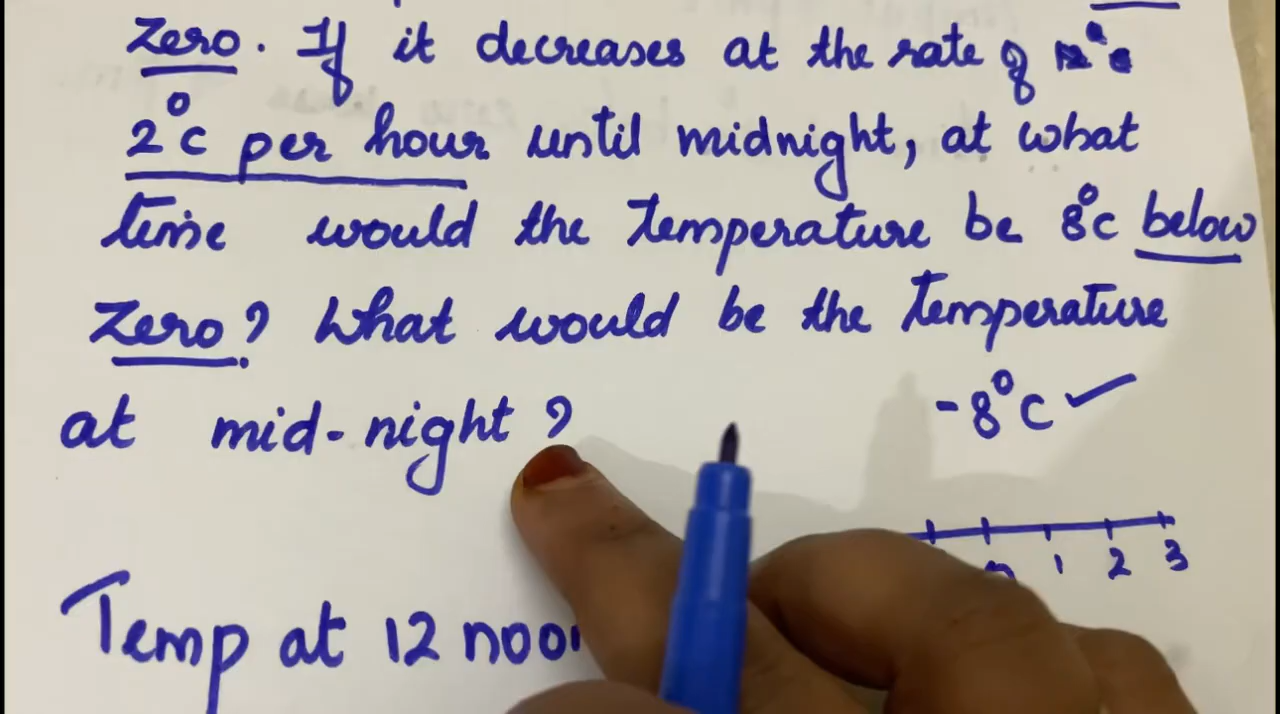 Zero. If it decreases at the rate of
2°C per hour until midnight, at what
time would the temperature be 8°C below
Zero? What would be the temperature
at mid-night?
-8°C ✓
0 1 2 3
Temp at 12 noon